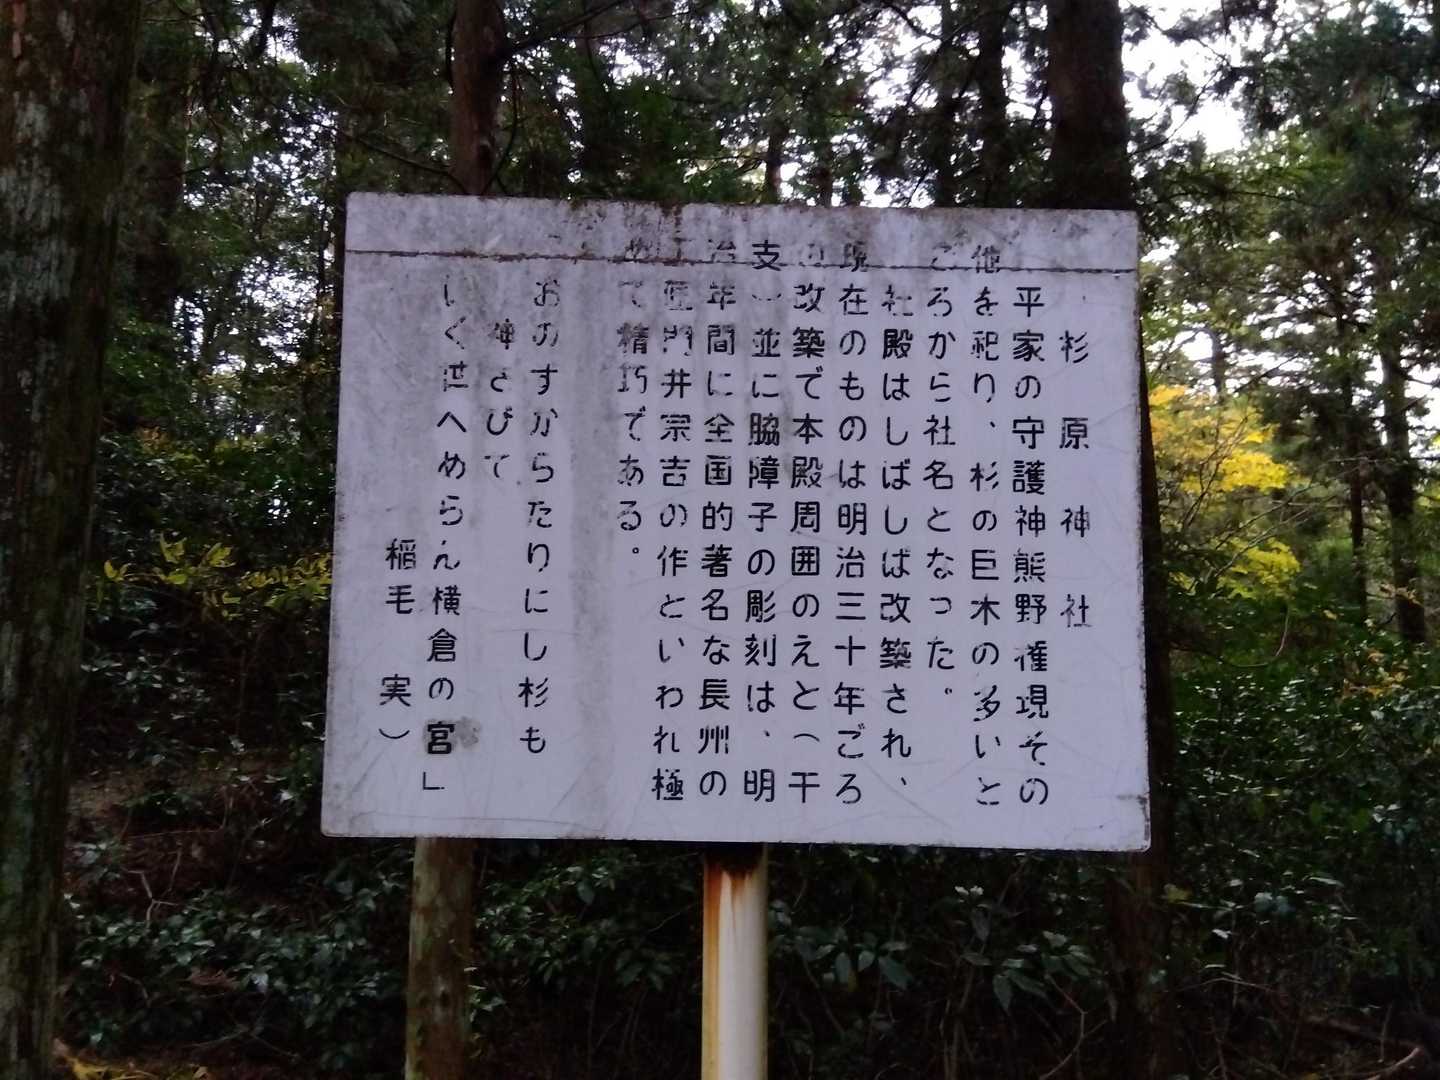 杉原神社
平家の守護神熊野権現その
他を祀り、杉の巨木の多いと
ころから社名となった。
社殿はしばしば改築され、
現在のものは明治三十年ごろ
の改築で本殿周囲のえと(干
支)並に脇障子の彫刻は、明
治年間に全国的著名な長州の
門井宗吉の作といわれ極
めて精巧である。
おのずからたりにし杉も
神さびて
いく世へめらん横倉の宮」
稲毛 実)